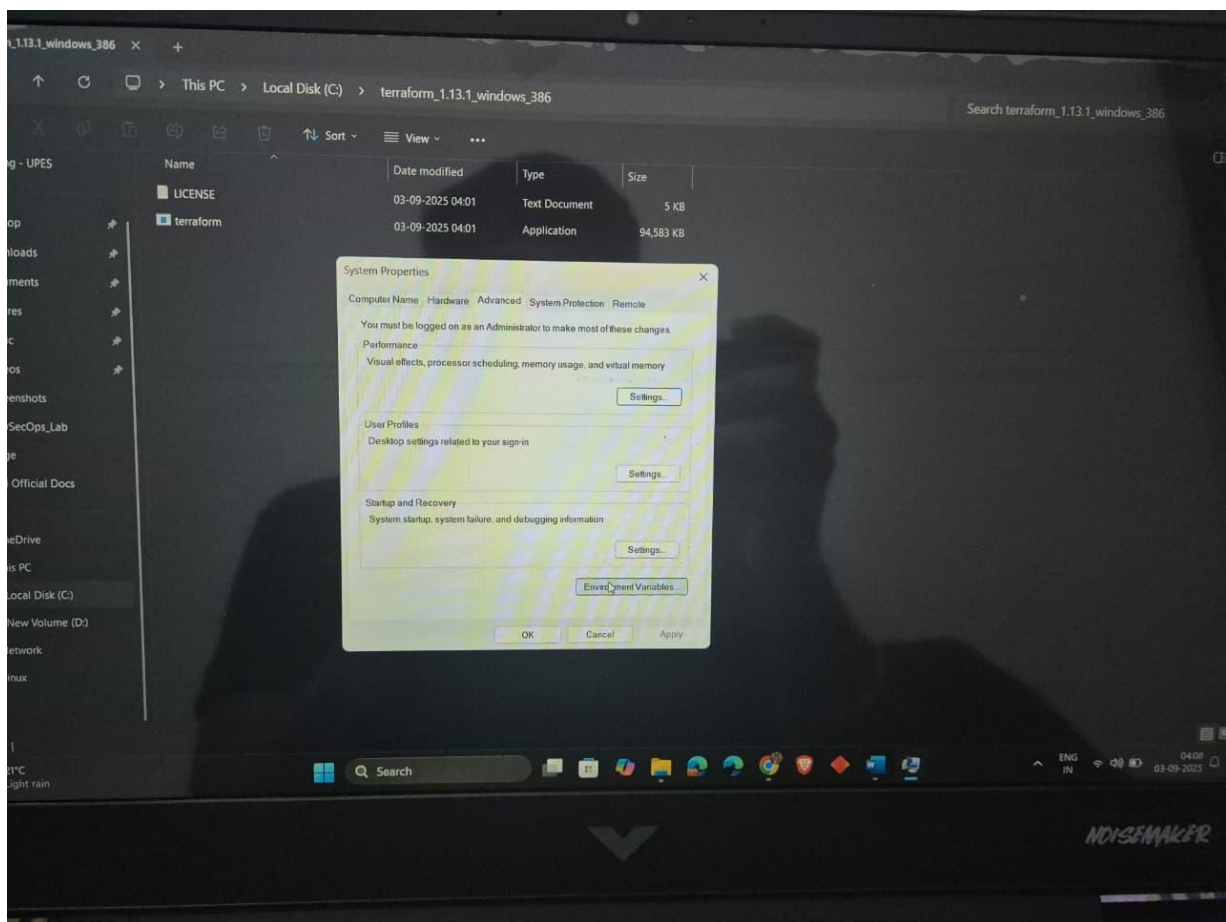 1.13.1_windows_386
This PC > Local Disk (C:) > terraform_1.13.1_windows_386
Search terraform_1.13.1_windows_386
Sort
View
Name Date modified Type Size
LICENSE 03-09-2025 04:01 Text Document 5 KB
terraform 03-09-2025 04:01 Application 94,583 KB
g - UPES
op
nloads
ments
res
c
os
enshots
SecOps_Lab
ge
Official Docs
eDrive
is PC
Local Disk (C:)
New Volume (D:)
etwork
inux
System Properties
Computer Name Hardware Advanced System Protection Remote
You must be logged on as an Administrator to make most of these changes.
Performance
Visual effects, processor scheduling, memory usage, and virtual memory
Settings...
User Profiles
Desktop settings related to your sign-in
Settings...
Startup and Recovery
System startup, system failure, and debugging information
Settings...
Environment Variables...
OK Cancel Apply
21°C
Light rain
Search
ENG
IN
04:08
03-09-2025
NOISEMAKER